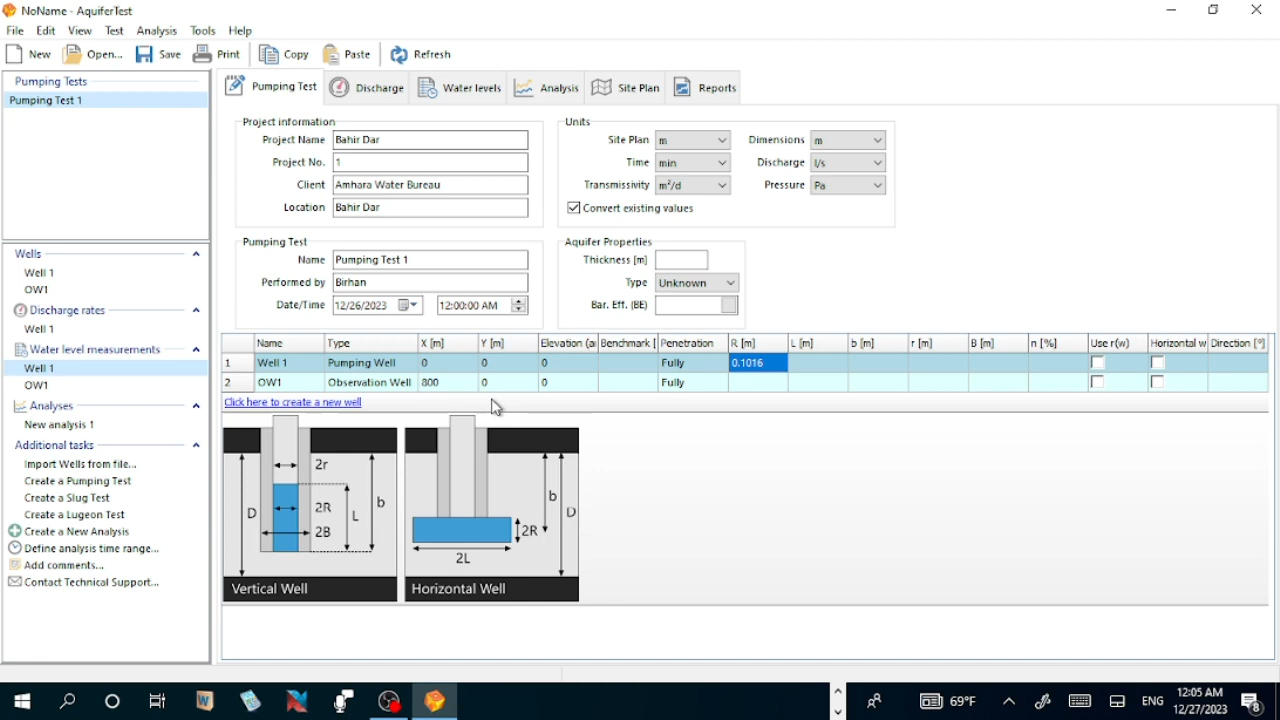 NoName - AquiferTest
File Edit View Test Analysis Tools Help
New Open... Save Print Copy Paste Refresh
Pumping Tests
Pumping Test 1
Wells
Well 1
OW1
Discharge rates
Well 1
Water level measurements
Well 1
OW1
Analyses
New analysis 1
Additional tasks
Import Wells from file...
Create a Pumping Test
Create a Slug Test
Create a Lugeon Test
Create a New Analysis
Define analysis time range...
Add comments...
Contact Technical Support...
Pumping Test Discharge Water levels Analysis Site Plan Reports
Project information
Project Name Bahir Dar
Project No. 1
Client Amhara Water Bureau
Location Bahir Dar
Units
Site Plan m Dimensions m
Time min Discharge l/s
Transmissivity m²/d Pressure Pa
Convert existing values
Pumping Test
Name Pumping Test 1
Performed by Birhan
Date/Time 12/26/2023 12:00:00 AM
Aquifer Properties
Thickness [m]
Type Unknown
Bar. Eff. (BE)
Name Type X [m] Y [m] Elevation (a Benchmark [ Penetration R [m] L [m] b [m] r [m] B [m] n [%] Use r(w) Horizontal w Direction [°]
1 Well 1 Pumping Well 0 0 0 Fully 0.1016
2 OW1 Observation Well 800 0 0 Fully
Click here to create a new well
2r
D 2R L b
2B
Vertical Well
b D
2R
2L
Horizontal Well
69°F ENG 12:05 AM
12/27/2023 8